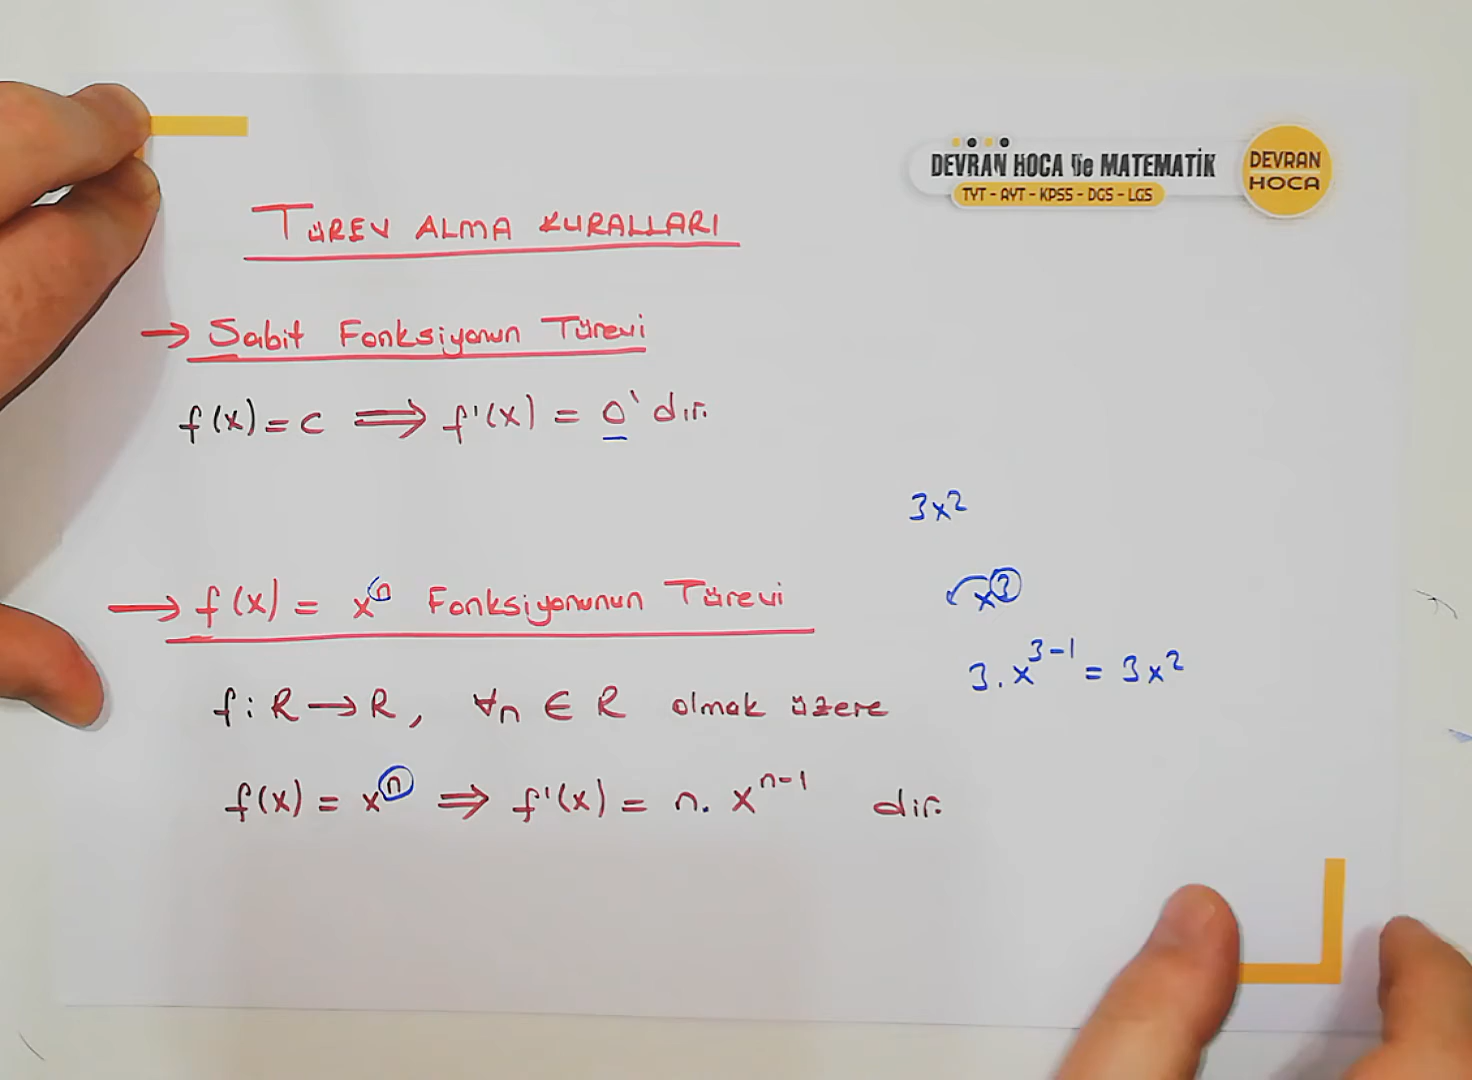 DEVRAN HOCA ile MATEMATİK
TYT - AYT - KPSS - DGS - LGS
DEVRAN
HOCA
TÜREV ALMA KURALLARI
→ Sabit Fonksiyonun Türevi
f(x) = c ⟹ f'(x) = 0' dır.
3x²
→ f(x) = xⁿ Fonksiyonunun Türevi
x³
3.x³⁻¹ = 3x²
f: R → R, ∀n ∈ R olmak üzere
f(x) = xⁿ ⟹ f'(x) = n. xⁿ⁻¹ dir.